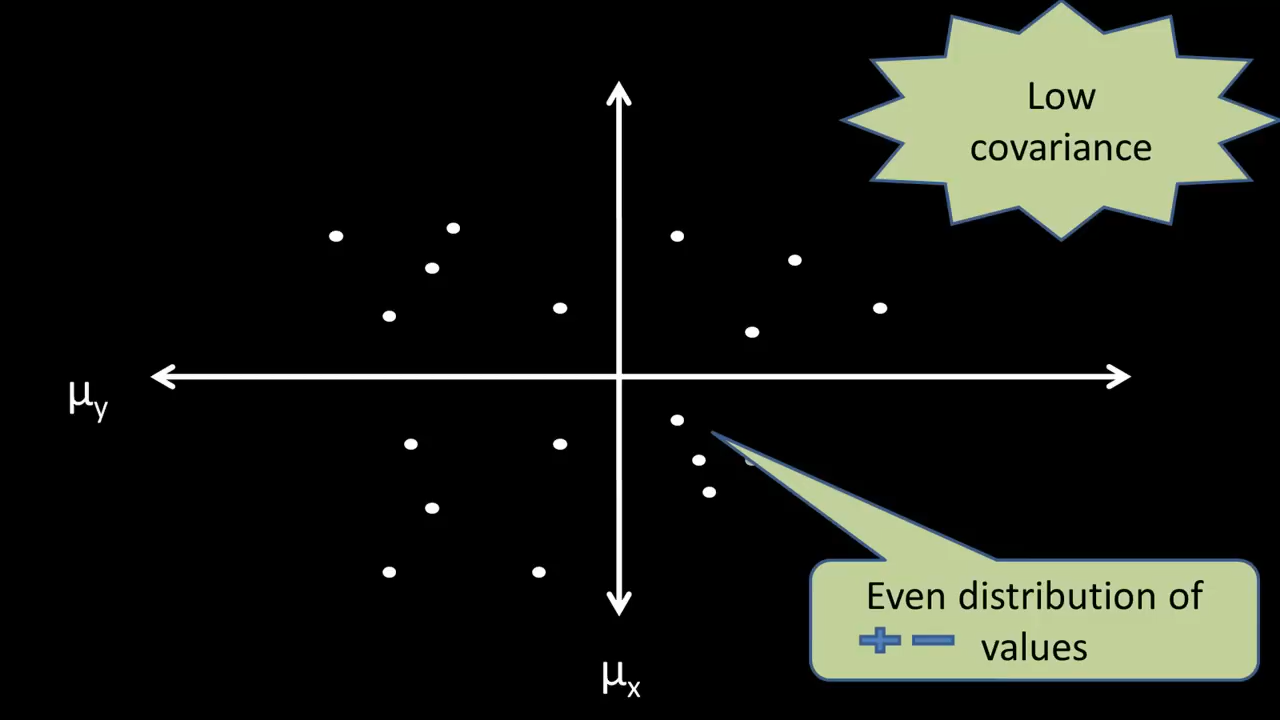 Low
covariance
μy
Even distribution of
+ − values
μx